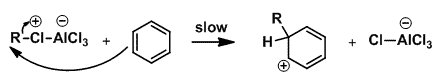 R–Cl–AlCl₃ + slow R H + Cl–AlCl₃
⊕ ⊖ ⊕ ⊖